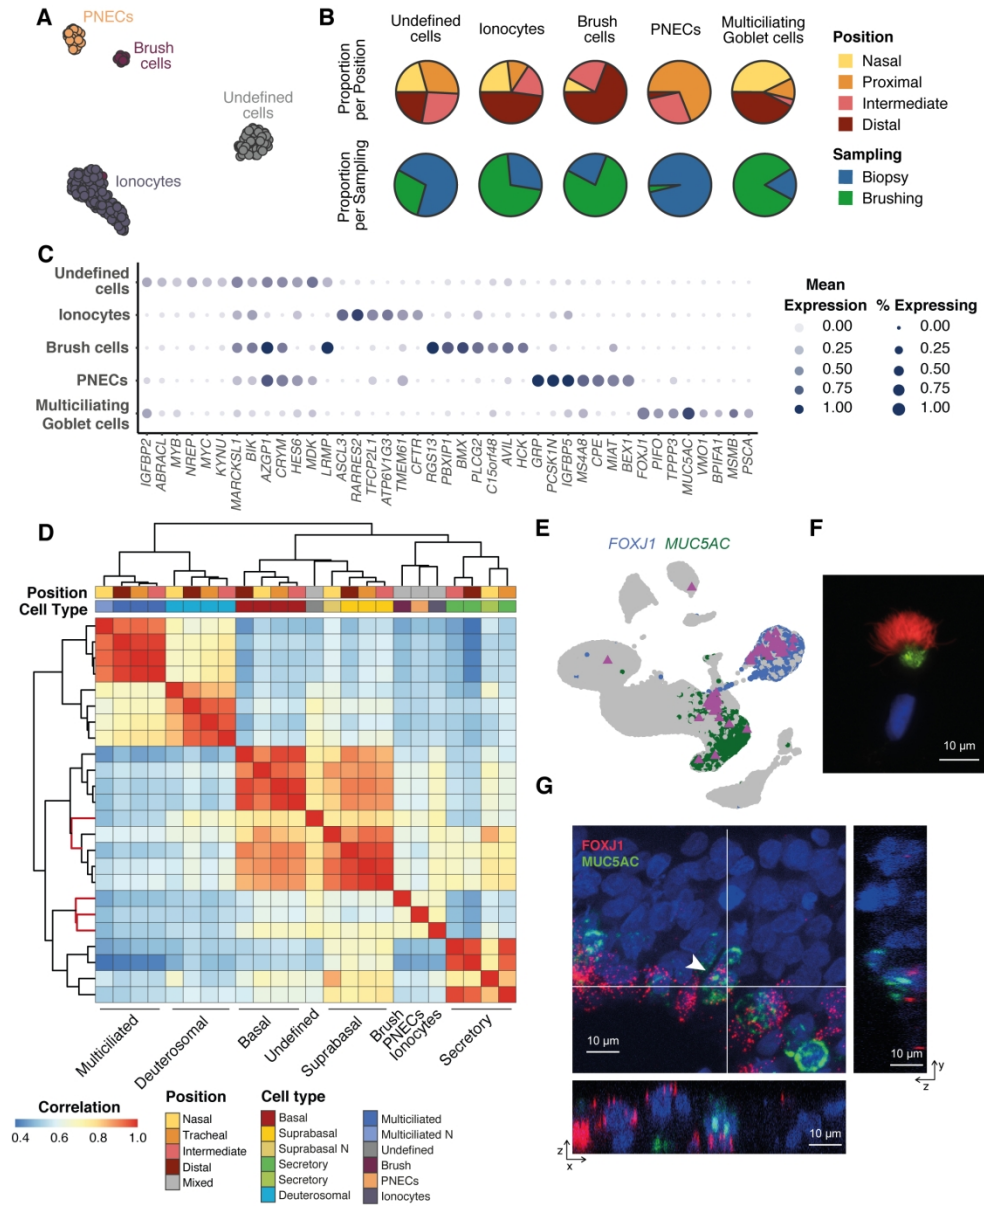 A
PNECs
Brush
cells
Undefined
cells
Ionocytes
B
Undefined
cells
Ionocytes
Brush
cells
PNECs
Multiciliating
Goblet cells
Proportion
per Position
Proportion
per Sampling
Position
Nasal
Proximal
Intermediate
Distal
Sampling
Biopsy
Brushing
C
Undefined
cells
Ionocytes
Brush cells
PNECs
Multiciliating
Goblet cells
IGFBP2
ABRACL
MYB
NREP
MYC
KYNU
MARCKSL1
BIK
AZGP1
CRYM
HES6
MDK
LRMP
ASCL3
RARRES2
TFCP2L1
ATP6V1G3
TMEM61
CFTR
RGS13
PBXIP1
BMX
PLCG2
C15orf48
AVIL
HCK
GRP
PCSK1N
IGFBP5
MS4A8
CPE
MIAT
BEX1
FOXJ1
PIFO
TPPP3
MUC5AC
VMO1
BPIFA1
MSMB
PSCA
Mean
Expression
0.00
0.25
0.50
0.75
1.00
% Expressing
0.00
0.25
0.50
0.75
1.00
D
Position
Cell Type
Multiciliated
Deuterosomal
Basal
Undefined
Suprabasal
Brush
PNECs
Ionocytes
Secretory
Correlation
0.4 0.6 0.8 1.0
Position
Nasal
Tracheal
Intermediate
Distal
Mixed
Cell type
Basal
Suprabasal
Suprabasal N
Secretory
Secretory
Deuterosomal
Multiciliated
Multiciliated N
Undefined
Brush
PNECs
Ionocytes
E
FOXJ1 MUC5AC
F
10 µm
G
FOXJ1
MUC5AC
10 µm
10 µm
y
z
10 µm
z
x